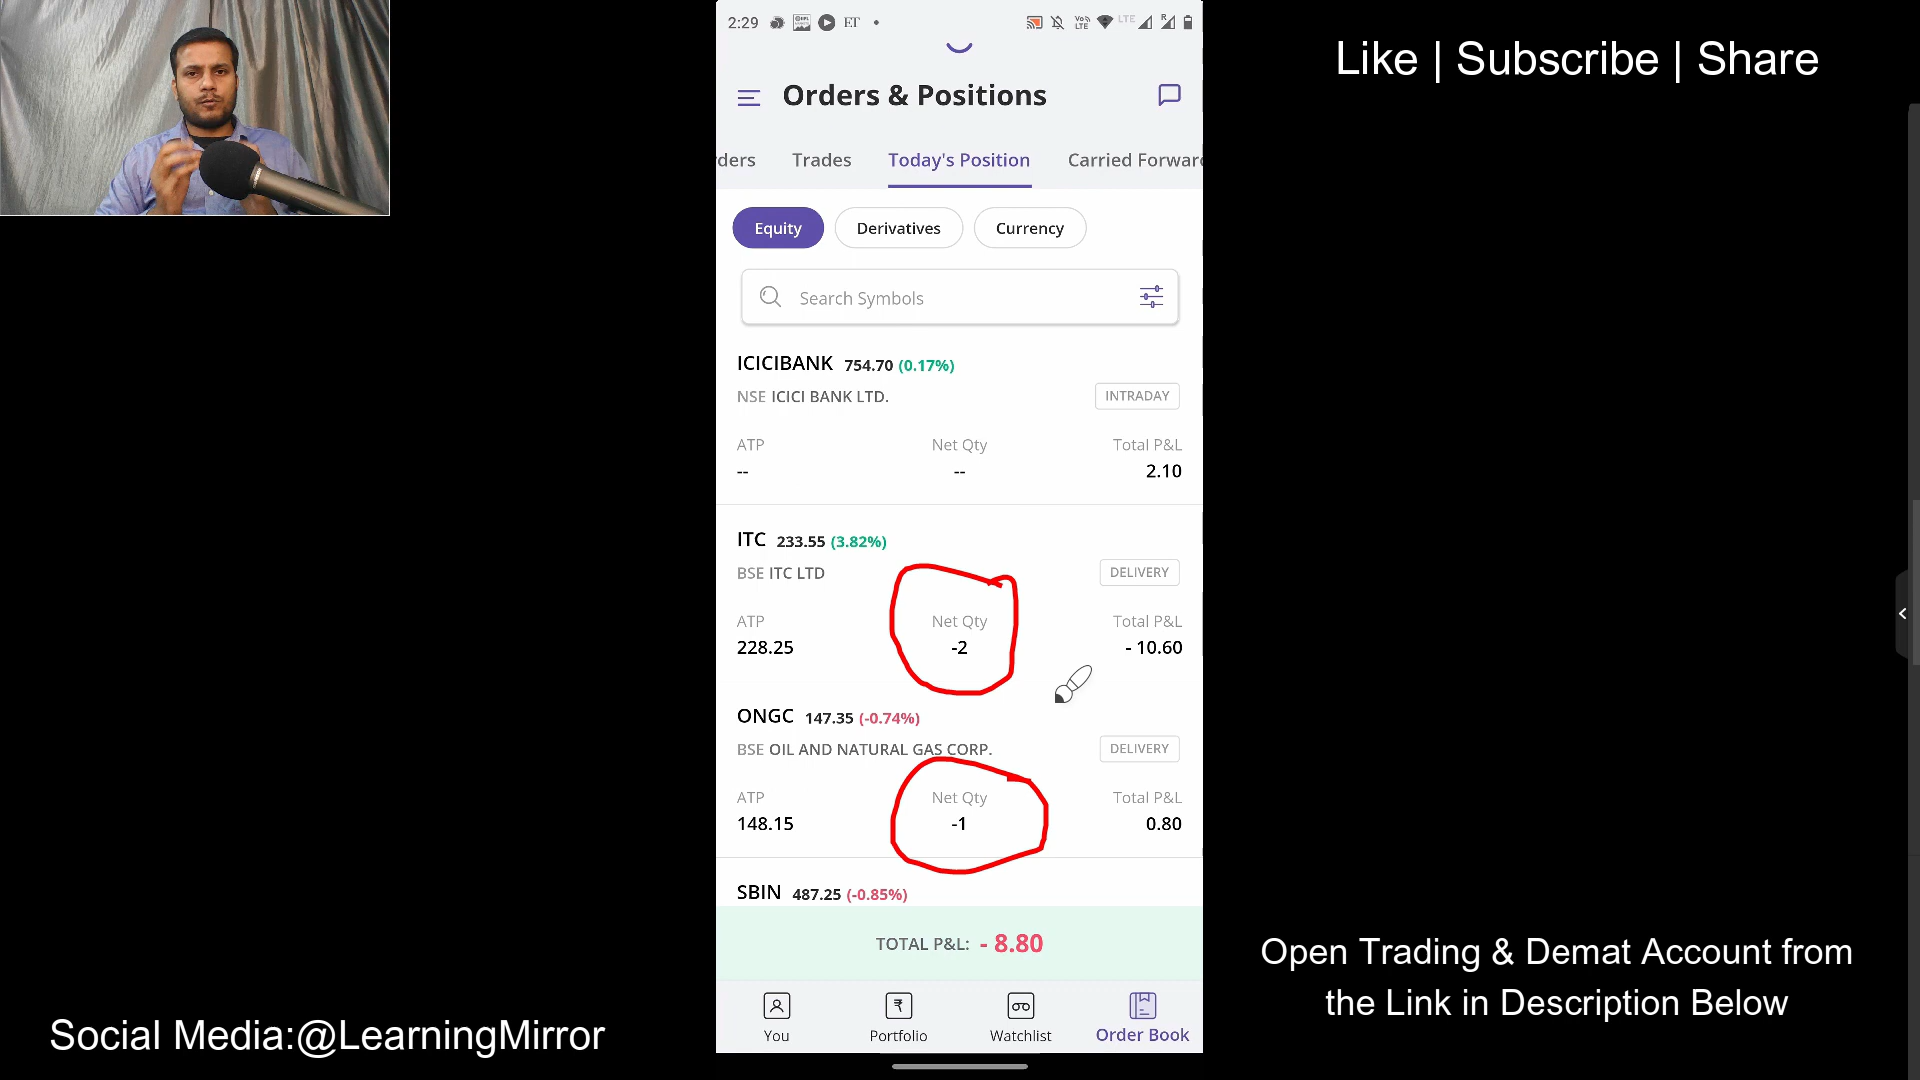 2:29
ET
Vo))
LTE
LTE
R
Like | Subscribe | Share
Orders & Positions
ders
Trades
Today's Position
Carried Forwar
Equity
Derivatives
Currency
Search Symbols
ICICIBANK 754.70 (0.17%)
NSE ICICI BANK LTD.
INTRADAY
ATP
Net Qty
Total P&L
--
--
2.10
ITC 233.55 (3.82%)
BSE ITC LTD
DELIVERY
ATP
Net Qty
Total P&L
228.25
-2
- 10.60
ONGC 147.35 (-0.74%)
BSE OIL AND NATURAL GAS CORP.
DELIVERY
ATP
Net Qty
Total P&L
148.15
-1
0.80
SBIN 487.25 (-0.85%)
TOTAL P&L: - 8.80
You
Portfolio
Watchlist
Order Book
Open Trading & Demat Account from
the Link in Description Below
Social Media:@LearningMirror